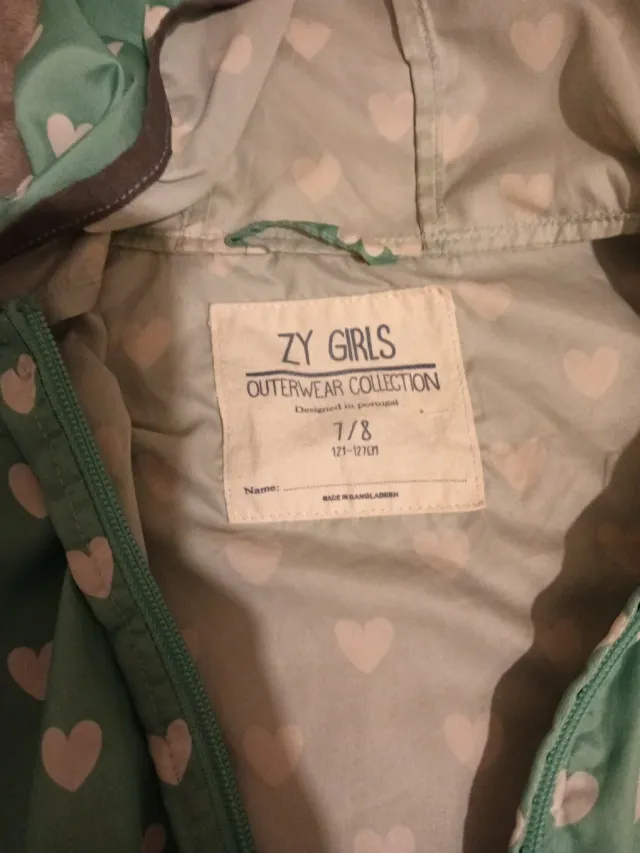 ZY GIRLS
OUTERWEAR COLLECTION
Designed in portugal
7/8
121-127CM
Name:
MADE IN BANGLADESH